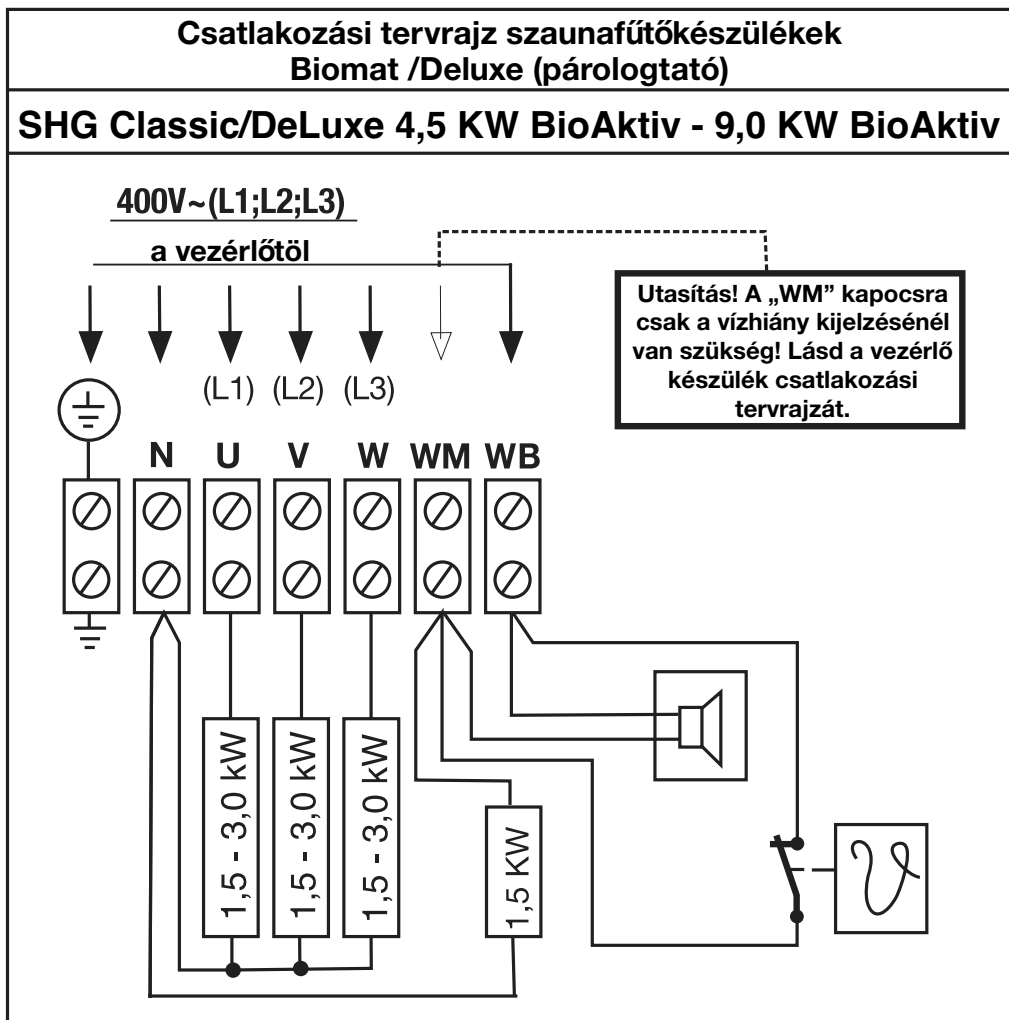 Csatlakozási tervrajz szaunafűtőkészülékek
Biomat /Deluxe (párologtató)
SHG Classic/DeLuxe 4,5 KW BioAktiv - 9,0 KW BioAktiv
400V~(L1;L2;L3)
a vezérlőtöl
Utasítás! A „WM” kapocsra
csak a vízhiány kijelzésénél
van szükség! Lásd a vezérlő
készülék csatlakozási
tervrajzát.
(L1) (L2) (L3)
N U V W WM WB
1,5 - 3,0 kW
1,5 - 3,0 kW
1,5 - 3,0 kW
1,5 KW